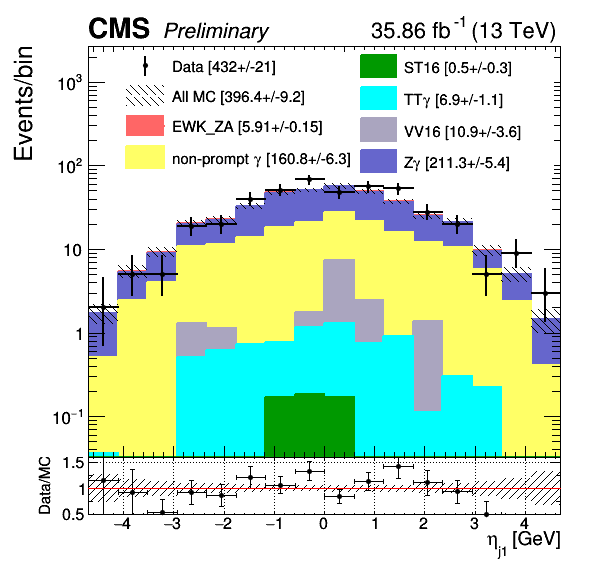 CMS Preliminary 35.86 fb⁻¹ (13 TeV)
Events/bin
Data [432+/-21]
All MC [396.4+/-9.2]
EWK_ZA [5.91+/-0.15]
non-prompt γ [160.8+/-6.3]
ST16 [0.5+/-0.3]
TTγ [6.9+/-1.1]
VV16 [10.9+/-3.6]
Zγ [211.3+/-5.4]
10³
10²
10
1
10⁻¹
Data/MC
1.5
1
0.5
−4 −3 −2 −1 0 1 2 3 4
η_j1 [GeV]